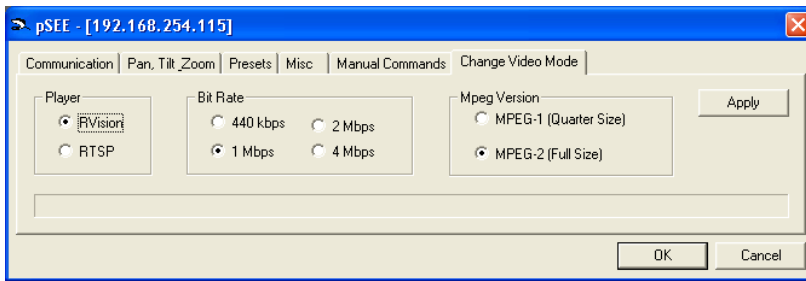 pSEE - [192.168.254.115]
Communication Pan, Tilt_Zoom Presets Misc Manual Commands Change Video Mode
Player Bit Rate Mpeg Version
RVision 440 kbps 2 Mbps MPEG-1 (Quarter Size) Apply
RTSP 1 Mbps 4 Mbps MPEG-2 (Full Size)
OK Cancel